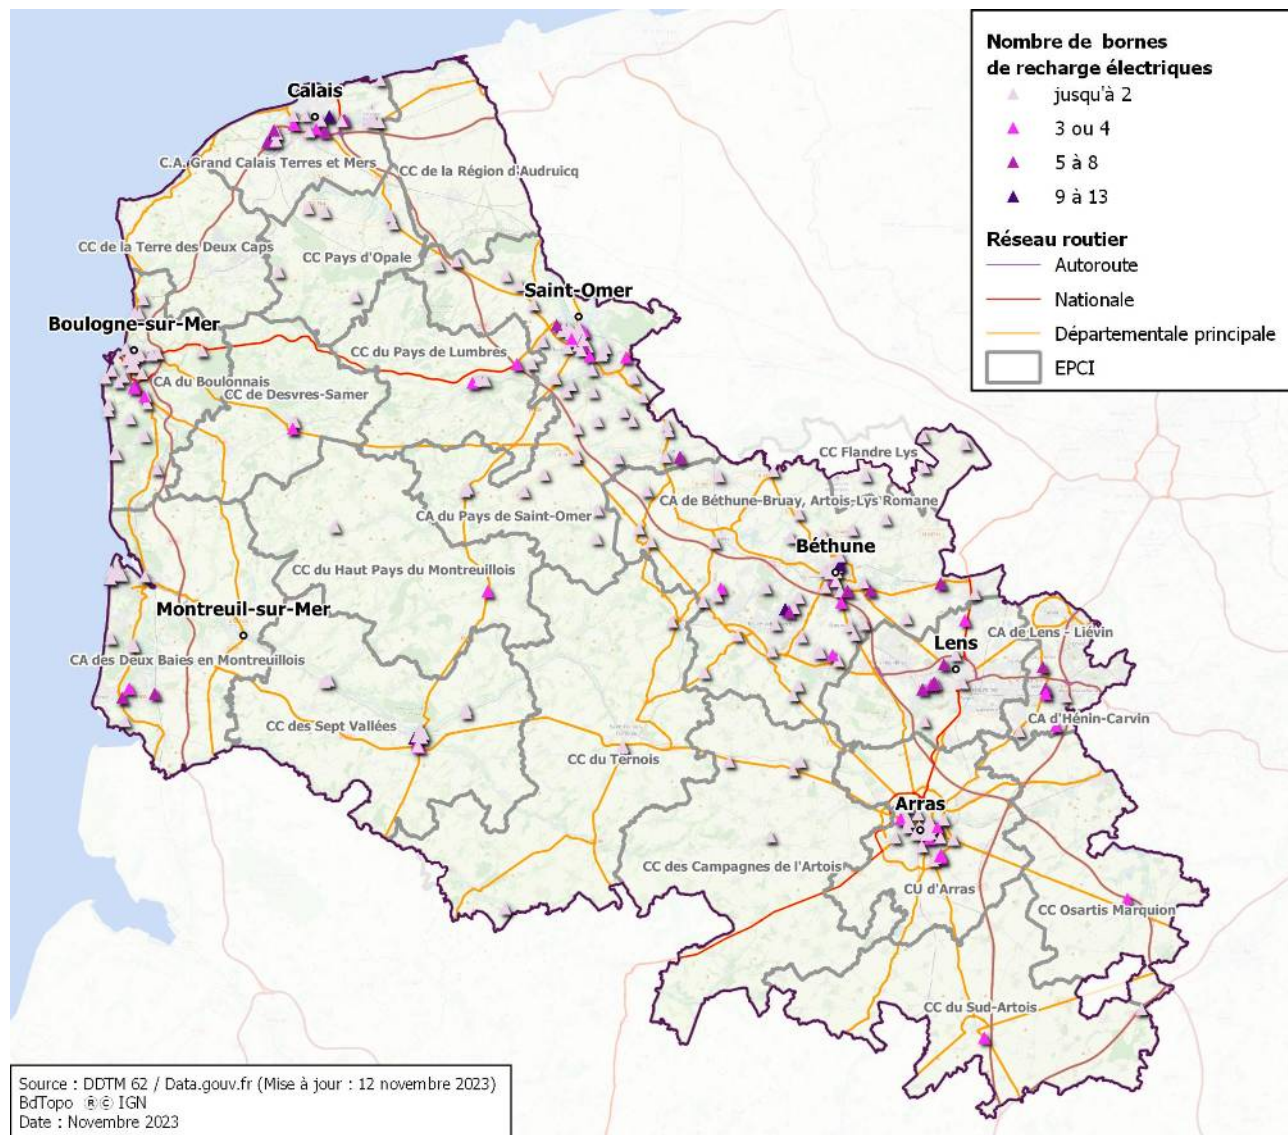 Nombre de bornes
de recharge électriques
jusqu'à 2
3 ou 4
5 à 8
9 à 13
Réseau routier
Autoroute
Nationale
Départementale principale
EPCI
Calais
C.A. Grand Calais Terres et Mers
CC de la Région d'Audruicq
CC de la Terre des Deux Caps
CC Pays d'Opale
Saint-Omer
Boulogne-sur-Mer
CC du Pays de Lumbres
CA du Boulonnais
CC de Desvres-Samer
CC Flandre Lys
CA de Béthune-Bruay, Artois-Lys Romane
CA du Pays de Saint-Omer
Béthune
CC du Haut Pays du Montreuillois
Montreuil-sur-Mer
CA de Lens - Liévin
Lens
CA des Deux Baies en Montreuillois
CA d'Hénin-Carvin
CC des Sept Vallées
CC du Ternois
Arras
CC des Campagnes de l'Artois
CU d'Arras
CC Osartis Marquion
CC du Sud-Artois
Source : DDTM 62 / Data.gouv.fr (Mise à jour : 12 novembre 2023)
BdTopo ®© IGN
Date : Novembre 2023